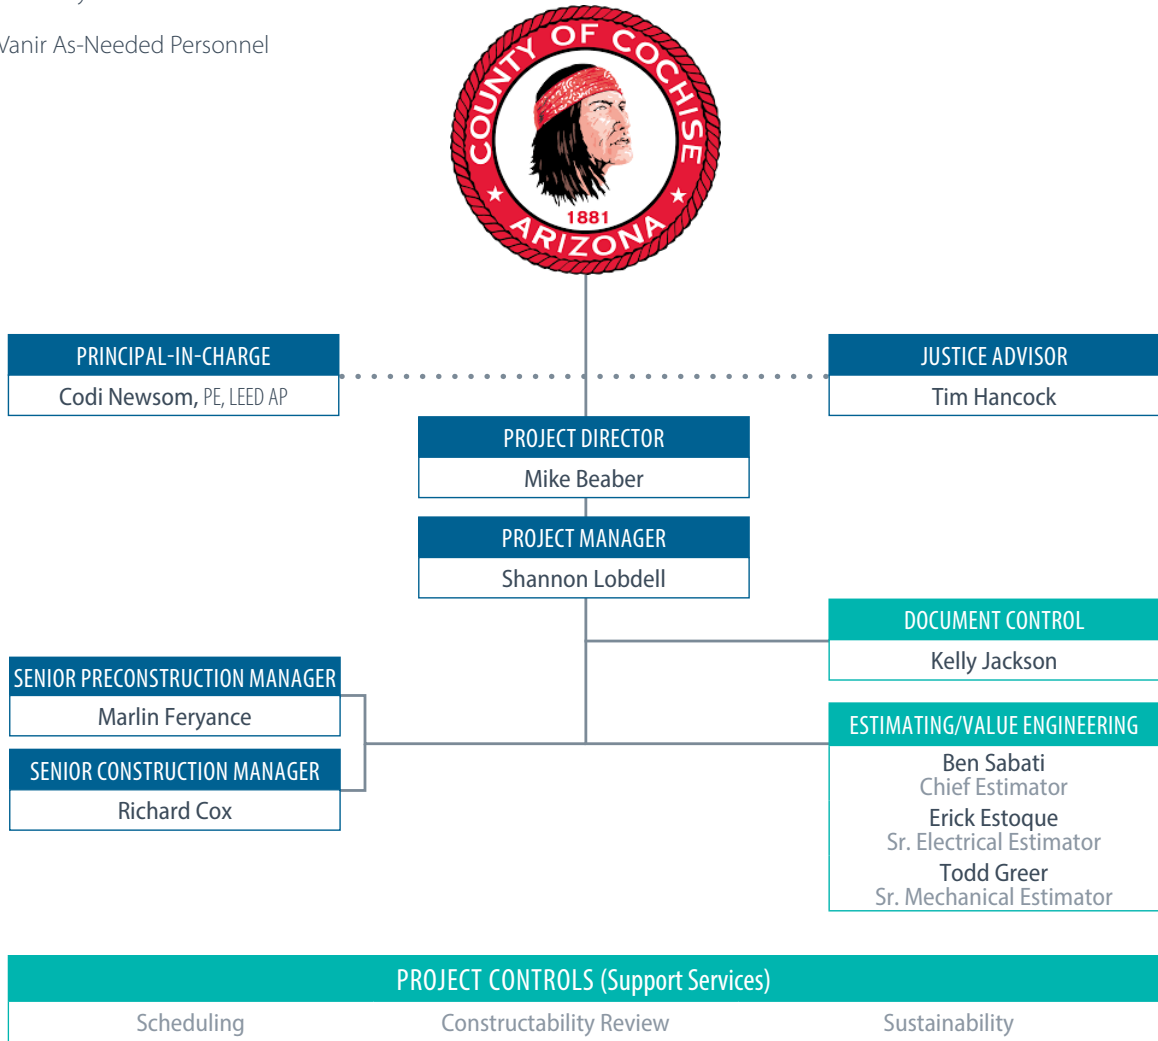 Vanir As-Needed Personnel
COUNTY OF COCHISE
1881
ARIZONA
PRINCIPAL-IN-CHARGE
Codi Newsom, PE, LEED AP
JUSTICE ADVISOR
Tim Hancock
PROJECT DIRECTOR
Mike Beaber
PROJECT MANAGER
Shannon Lobdell
DOCUMENT CONTROL
Kelly Jackson
SENIOR PRECONSTRUCTION MANAGER
Marlin Feryance
SENIOR CONSTRUCTION MANAGER
Richard Cox
ESTIMATING/VALUE ENGINEERING
Ben Sabati
Chief Estimator
Erick Estoque
Sr. Electrical Estimator
Todd Greer
Sr. Mechanical Estimator
PROJECT CONTROLS (Support Services)
Scheduling
Constructability Review
Sustainability